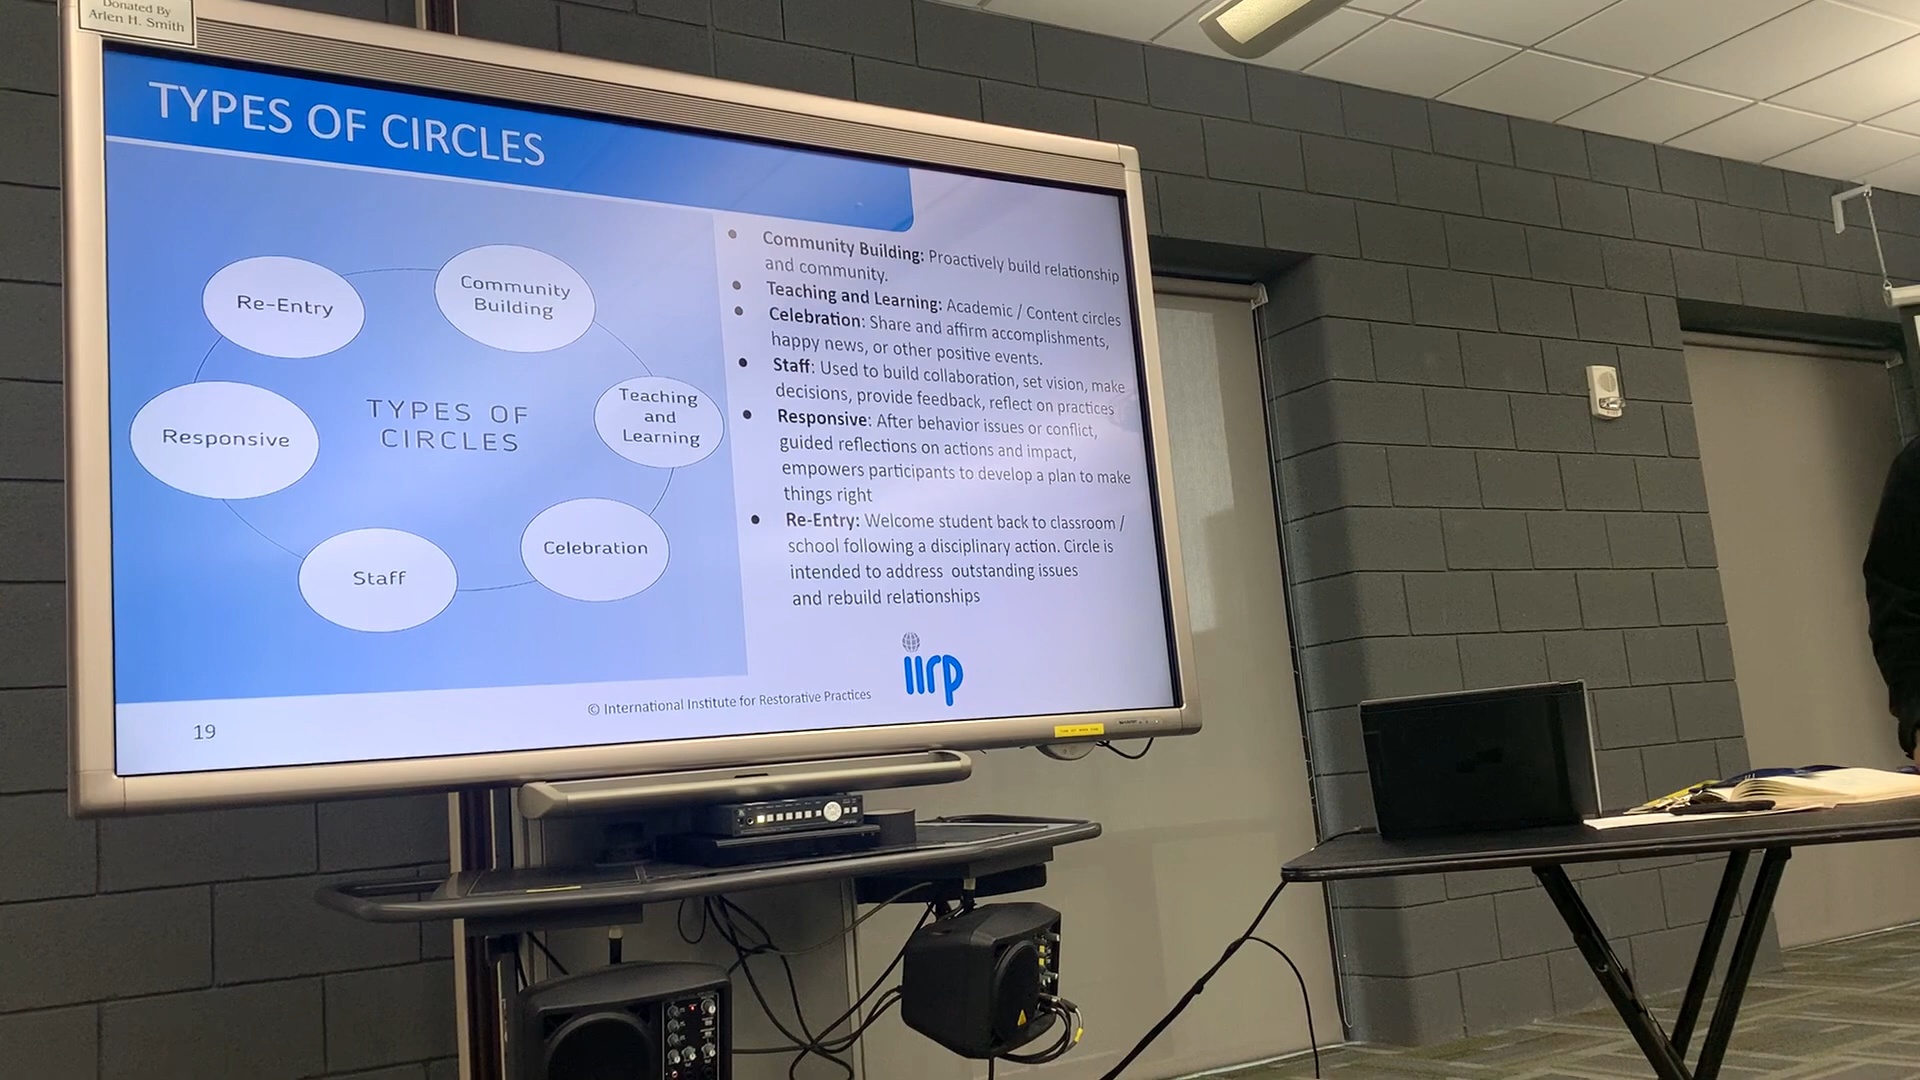 Donated By
Arlen H. Smith
TYPES OF CIRCLES
Re-Entry
Community
Building
Teaching
and
Learning
Celebration
Staff
Responsive
TYPES OF
CIRCLES
• Community Building: Proactively build relationship
and community.
• Teaching and Learning: Academic / Content circles
• Celebration: Share and affirm accomplishments,
happy news, or other positive events.
• Staff: Used to build collaboration, set vision, make
decisions, provide feedback, reflect on practices
• Responsive: After behavior issues or conflict,
guided reflections on actions and impact,
empowers participants to develop a plan to make
things right
• Re-Entry: Welcome student back to classroom /
school following a disciplinary action. Circle is
intended to address outstanding issues
and rebuild relationships
iirp
© International Institute for Restorative Practices
19